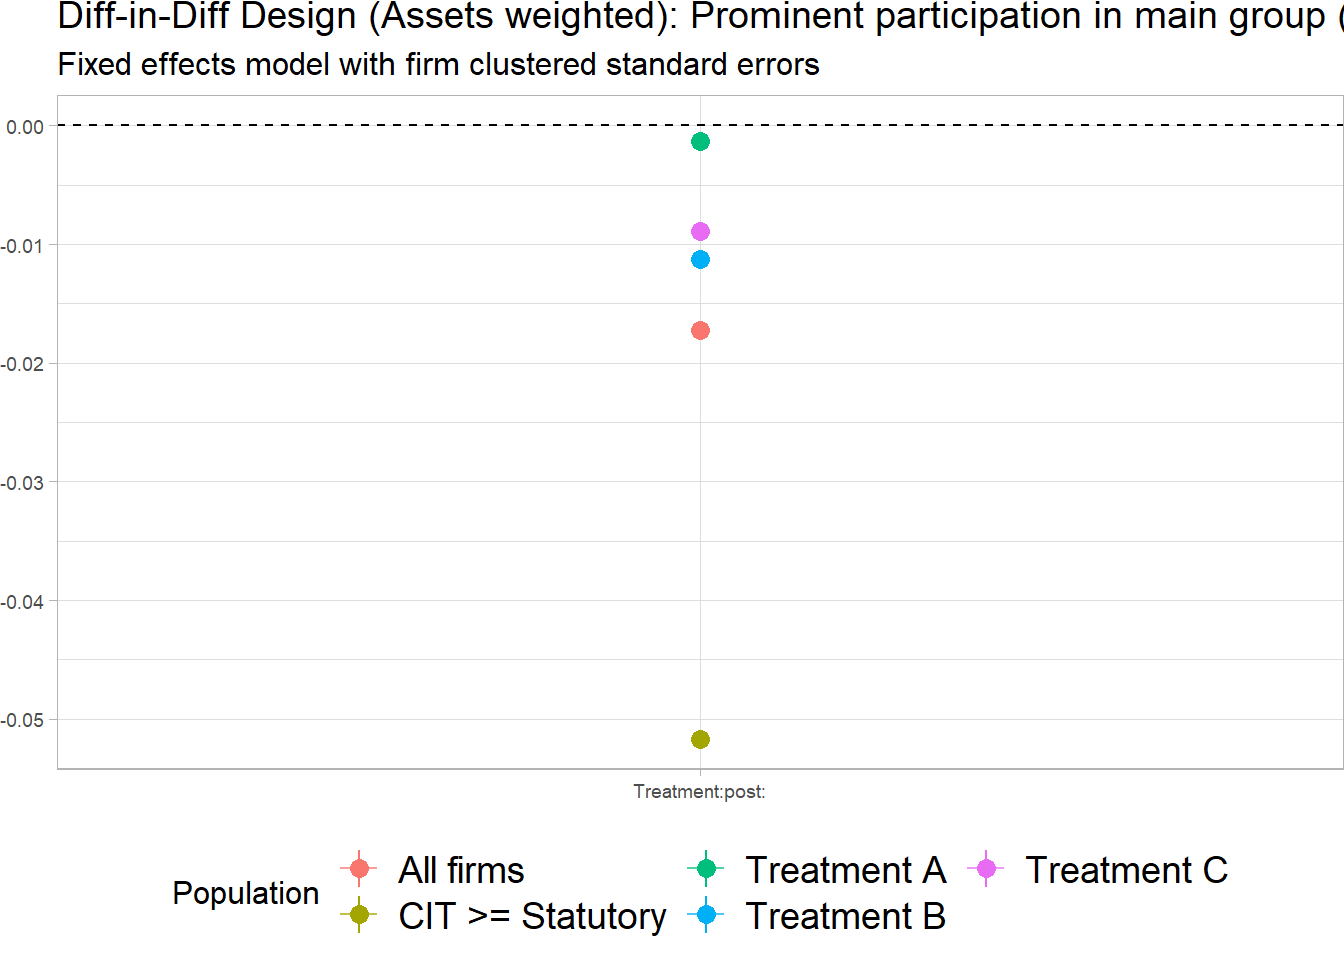 Diff-in-Diff Design (Assets weighted): Prominent participation in main group (
Fixed effects model with firm clustered standard errors
0.00
-0.01
-0.02
-0.03
-0.04
-0.05
Treatment:post:
Population
All firms
CIT >= Statutory
Treatment A
Treatment B
Treatment C